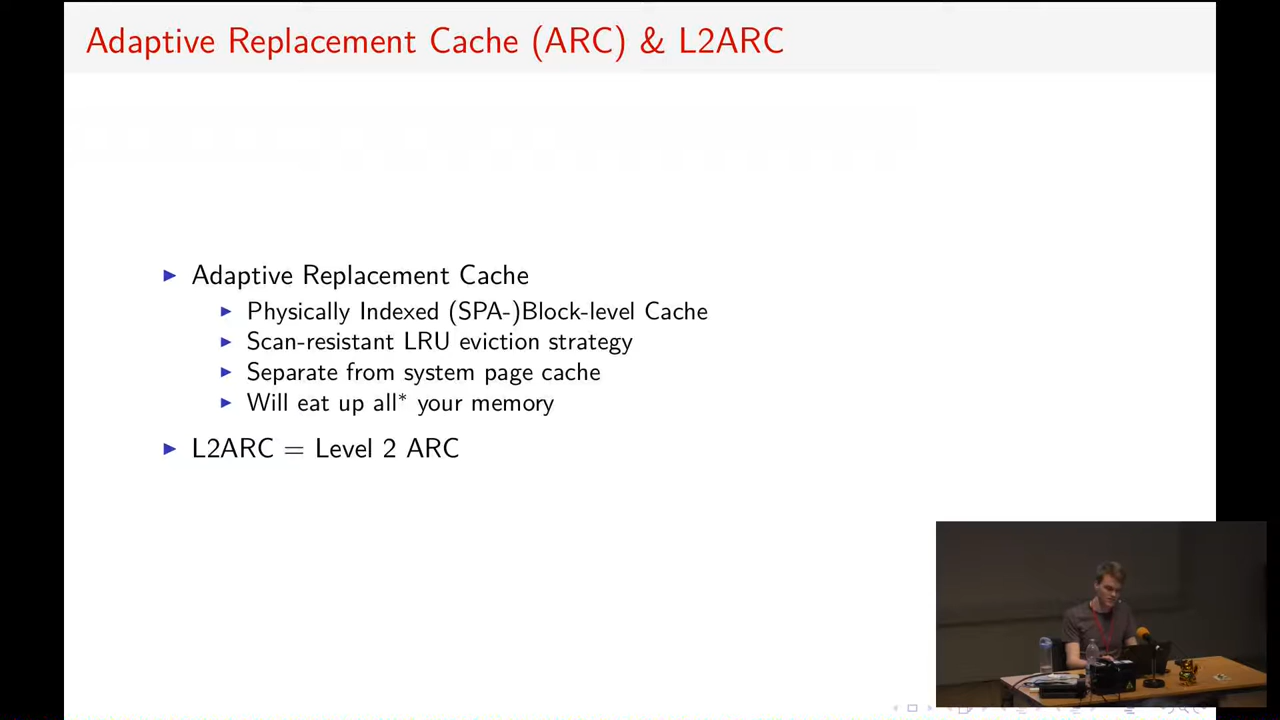 Adaptive Replacement Cache (ARC) & L2ARC
Adaptive Replacement Cache
Physically Indexed (SPA-)Block-level Cache
Scan-resistant LRU eviction strategy
Separate from system page cache
Will eat up all* your memory
L2ARC = Level 2 ARC